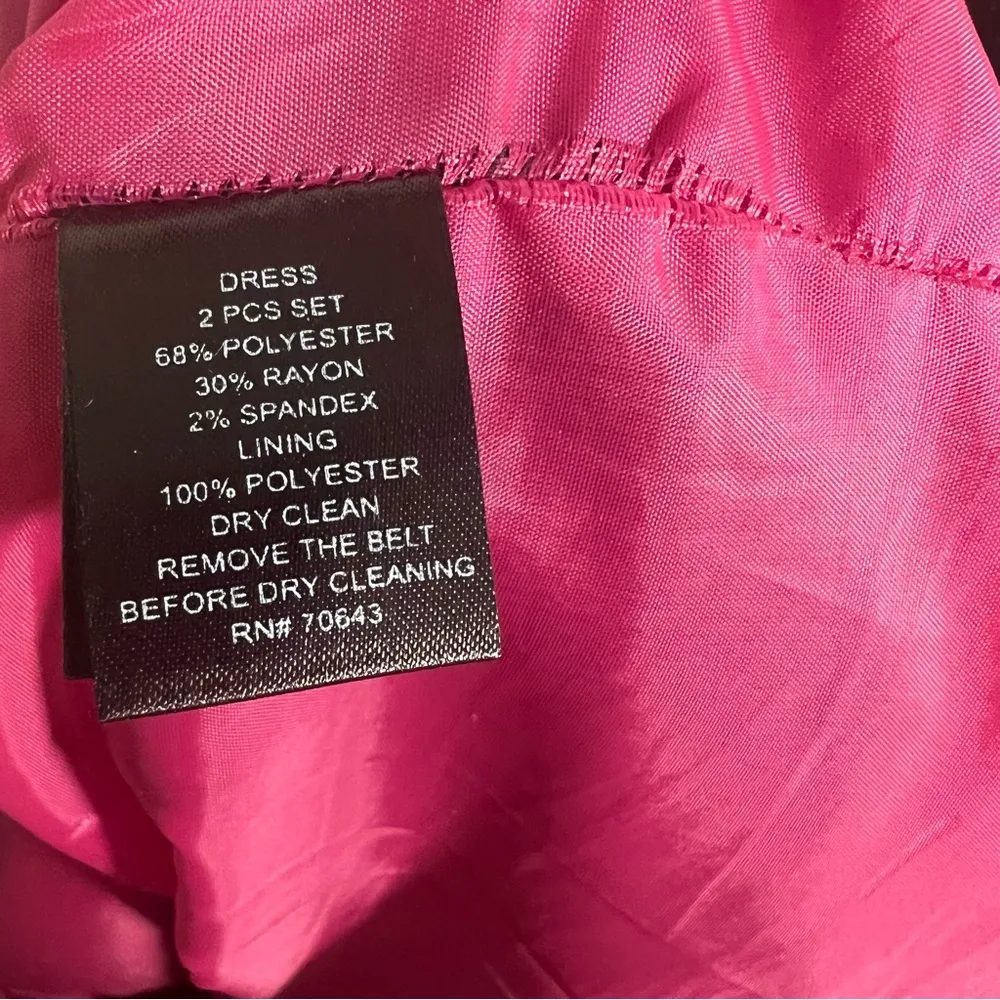 DRESS
2 PCS SET
68% POLYESTER
30% RAYON
2% SPANDEX
LINING
100% POLYESTER
DRY CLEAN
REMOVE THE BELT
BEFORE DRY CLEANING
RN# 70643